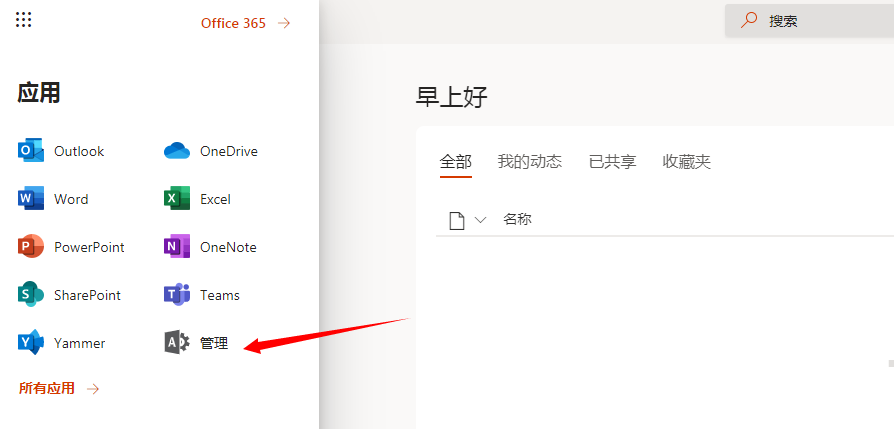 Office 365
搜索
应用
Outlook
OneDrive
Word
Excel
PowerPoint
OneNote
SharePoint
Teams
Yammer
管理
所有应用
早上好
全部 我的动态 已共享 收藏夹
名称